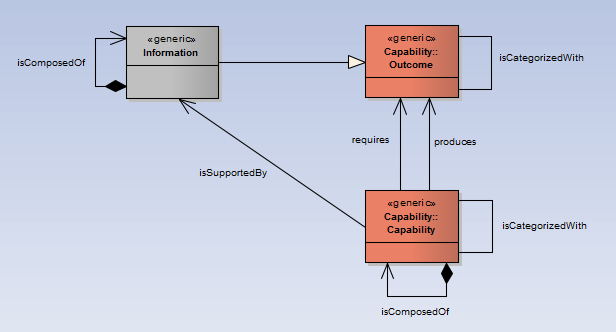 «generic»
Information
isComposedOf
«generic»
Capability::
Outcome
isCategorizedWith
requires
produces
isSupportedBy
«generic»
Capability::
Capability
isCategorizedWith
isComposedOf